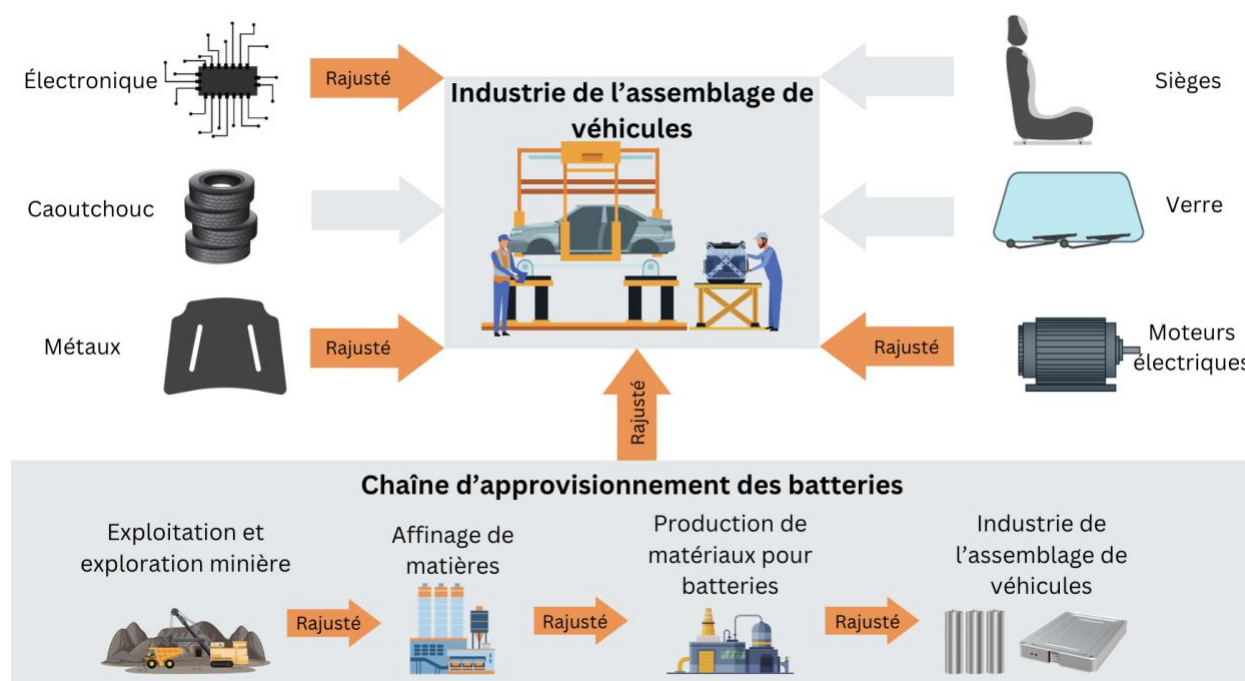 Électronique
Rajusté
Industrie de l’assemblage de
véhicules
Sièges
Caoutchouc
Verre
Métaux
Rajusté
Rajusté
Moteurs
électriques
Rajusté
Chaîne d’approvisionnement des batteries
Exploitation et
exploration minière
Rajusté
Affinage de
matières
Rajusté
Production de
matériaux pour
batteries
Rajusté
Industrie de
l’assemblage de
véhicules